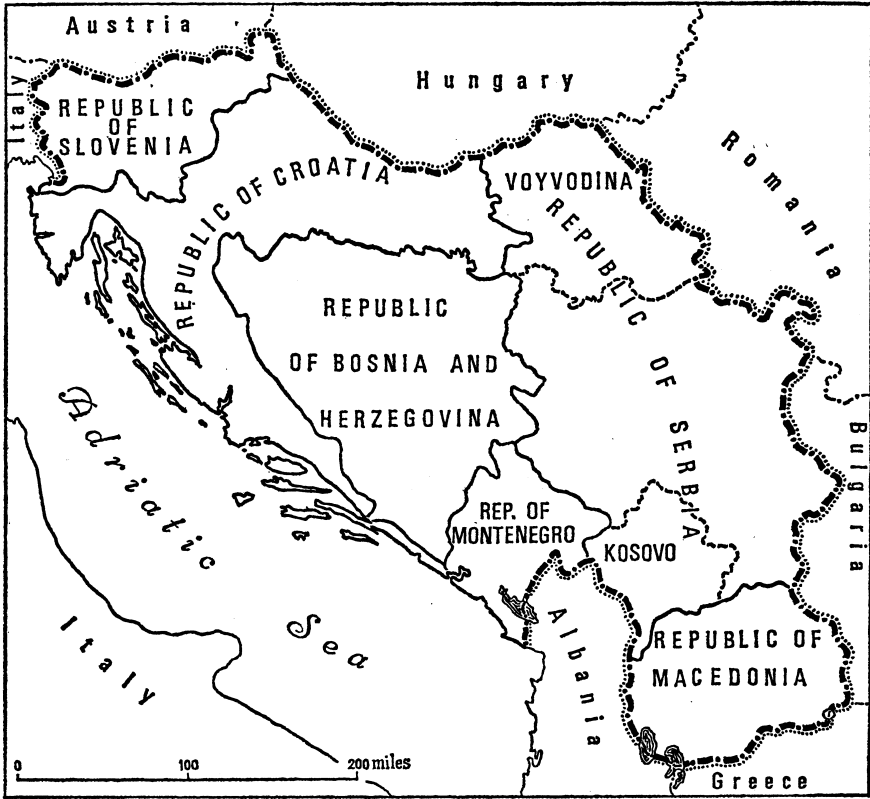 Austria
Hungary
Italy
REPUBLIC
OF
SLOVENIA
Romania
REPUBLIC OF CROATIA
VOYVODINA
REPUBLIC OF SERBIA
REPUBLIC
OF BOSNIA AND
HERZEGOVINA
Adriatic Sea
Bulgaria
REP. OF
MONTENEGRO
KOSOVO
Albania
REPUBLIC OF
MACEDONIA
Italy
0 100 200 miles
Greece